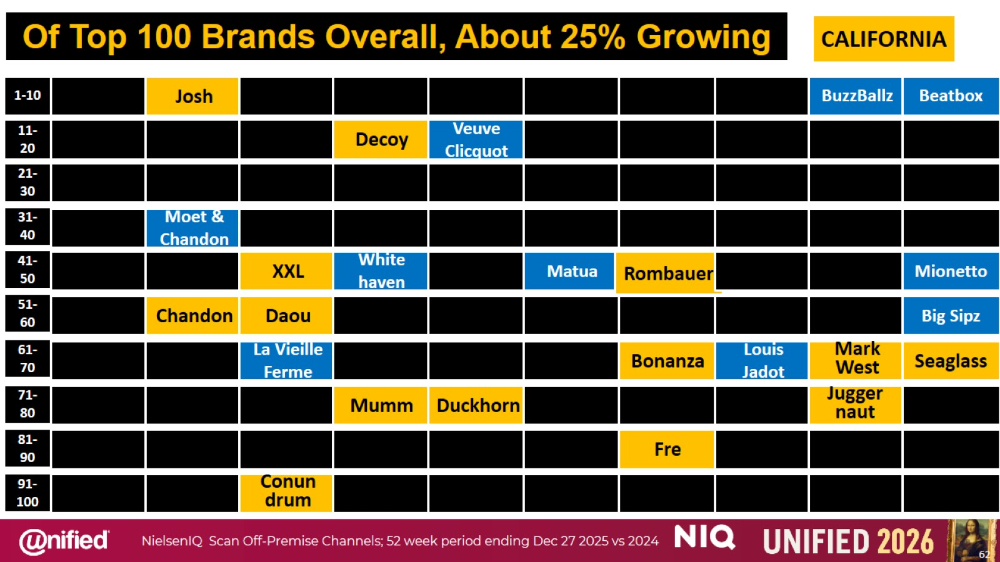 Of Top 100 Brands Overall, About 25% Growing
CALIFORNIA
1-10
Josh
BuzzBallz
Beatbox
11-
20
Decoy
Veuve
Clicquot
21-
30
31-
40
Moet &
Chandon
41-
50
XXL
White
haven
Matua
Rombauer
Mionetto
51-
60
Chandon
Daou
Big Sipz
61-
70
La Vieille
Ferme
Bonanza
Louis
Jadot
Mark
West
Seaglass
71-
80
Mumm
Duckhorn
Jugger
naut
81-
90
Fre
91-
100
Conun
drum
@unified
NielsenIQ Scan Off-Premise Channels; 52 week period ending Dec 27 2025 vs 2024
NIQ
UNIFIED 2026
62